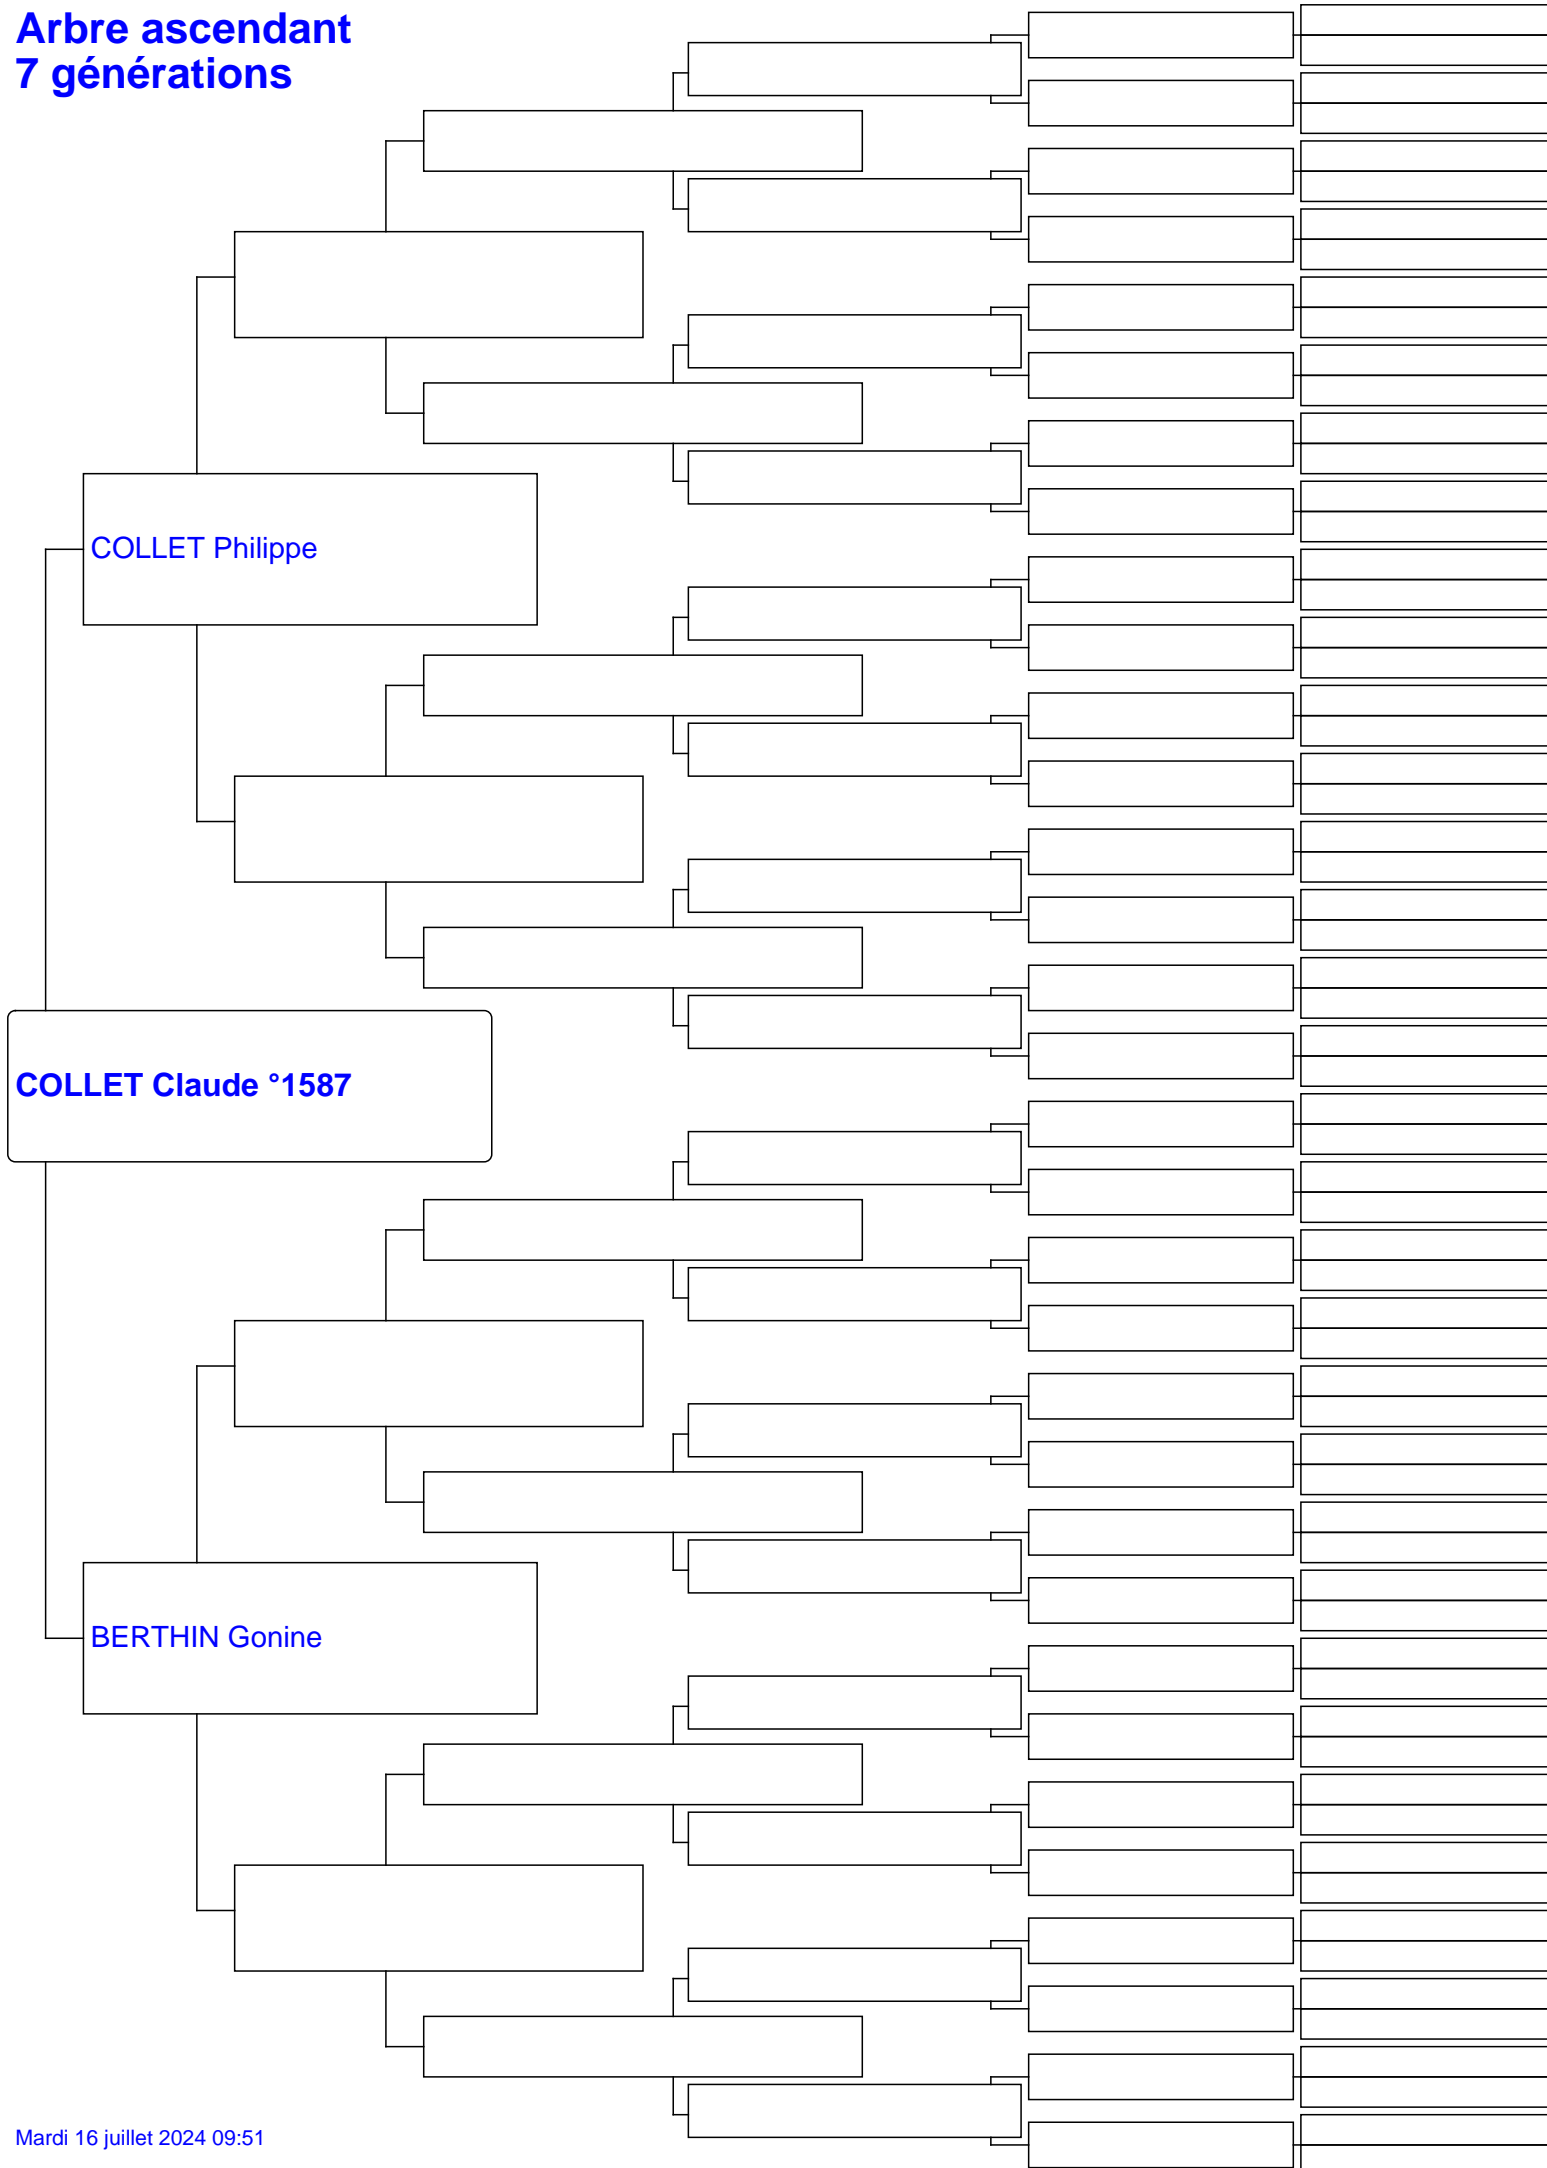 Arbre ascendant
7 générations
COLLET Philippe
COLLET Claude °1587
BERTHIN Gonine
Mardi 16 juillet 2024 09:51